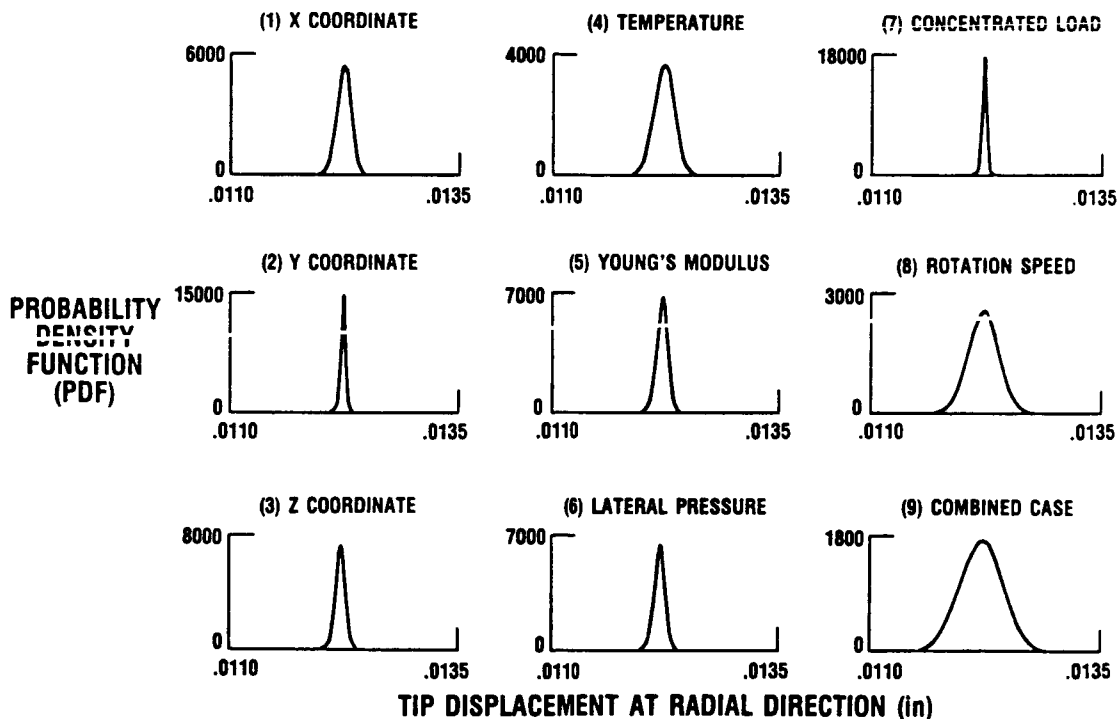 (1) X COORDINATE
6000
0
.0110
.0135
(4) TEMPERATURE
4000
0
.0110
.0135
(7) CONCENTRATED LOAD
18000
0
.0110
.0135
PROBABILITY
DENSITY
FUNCTION
(PDF)
(2) Y COORDINATE
15000
0
.0110
.0135
(5) YOUNG'S MODULUS
7000
0
.0110
.0135
(8) ROTATION SPEED
3000
0
.0110
.0135
(3) Z COORDINATE
8000
0
.0110
.0135
(6) LATERAL PRESSURE
7000
0
.0110
.0135
(9) COMBINED CASE
1800
0
.0110
.0135
TIP DISPLACEMENT AT RADIAL DIRECTION (in)